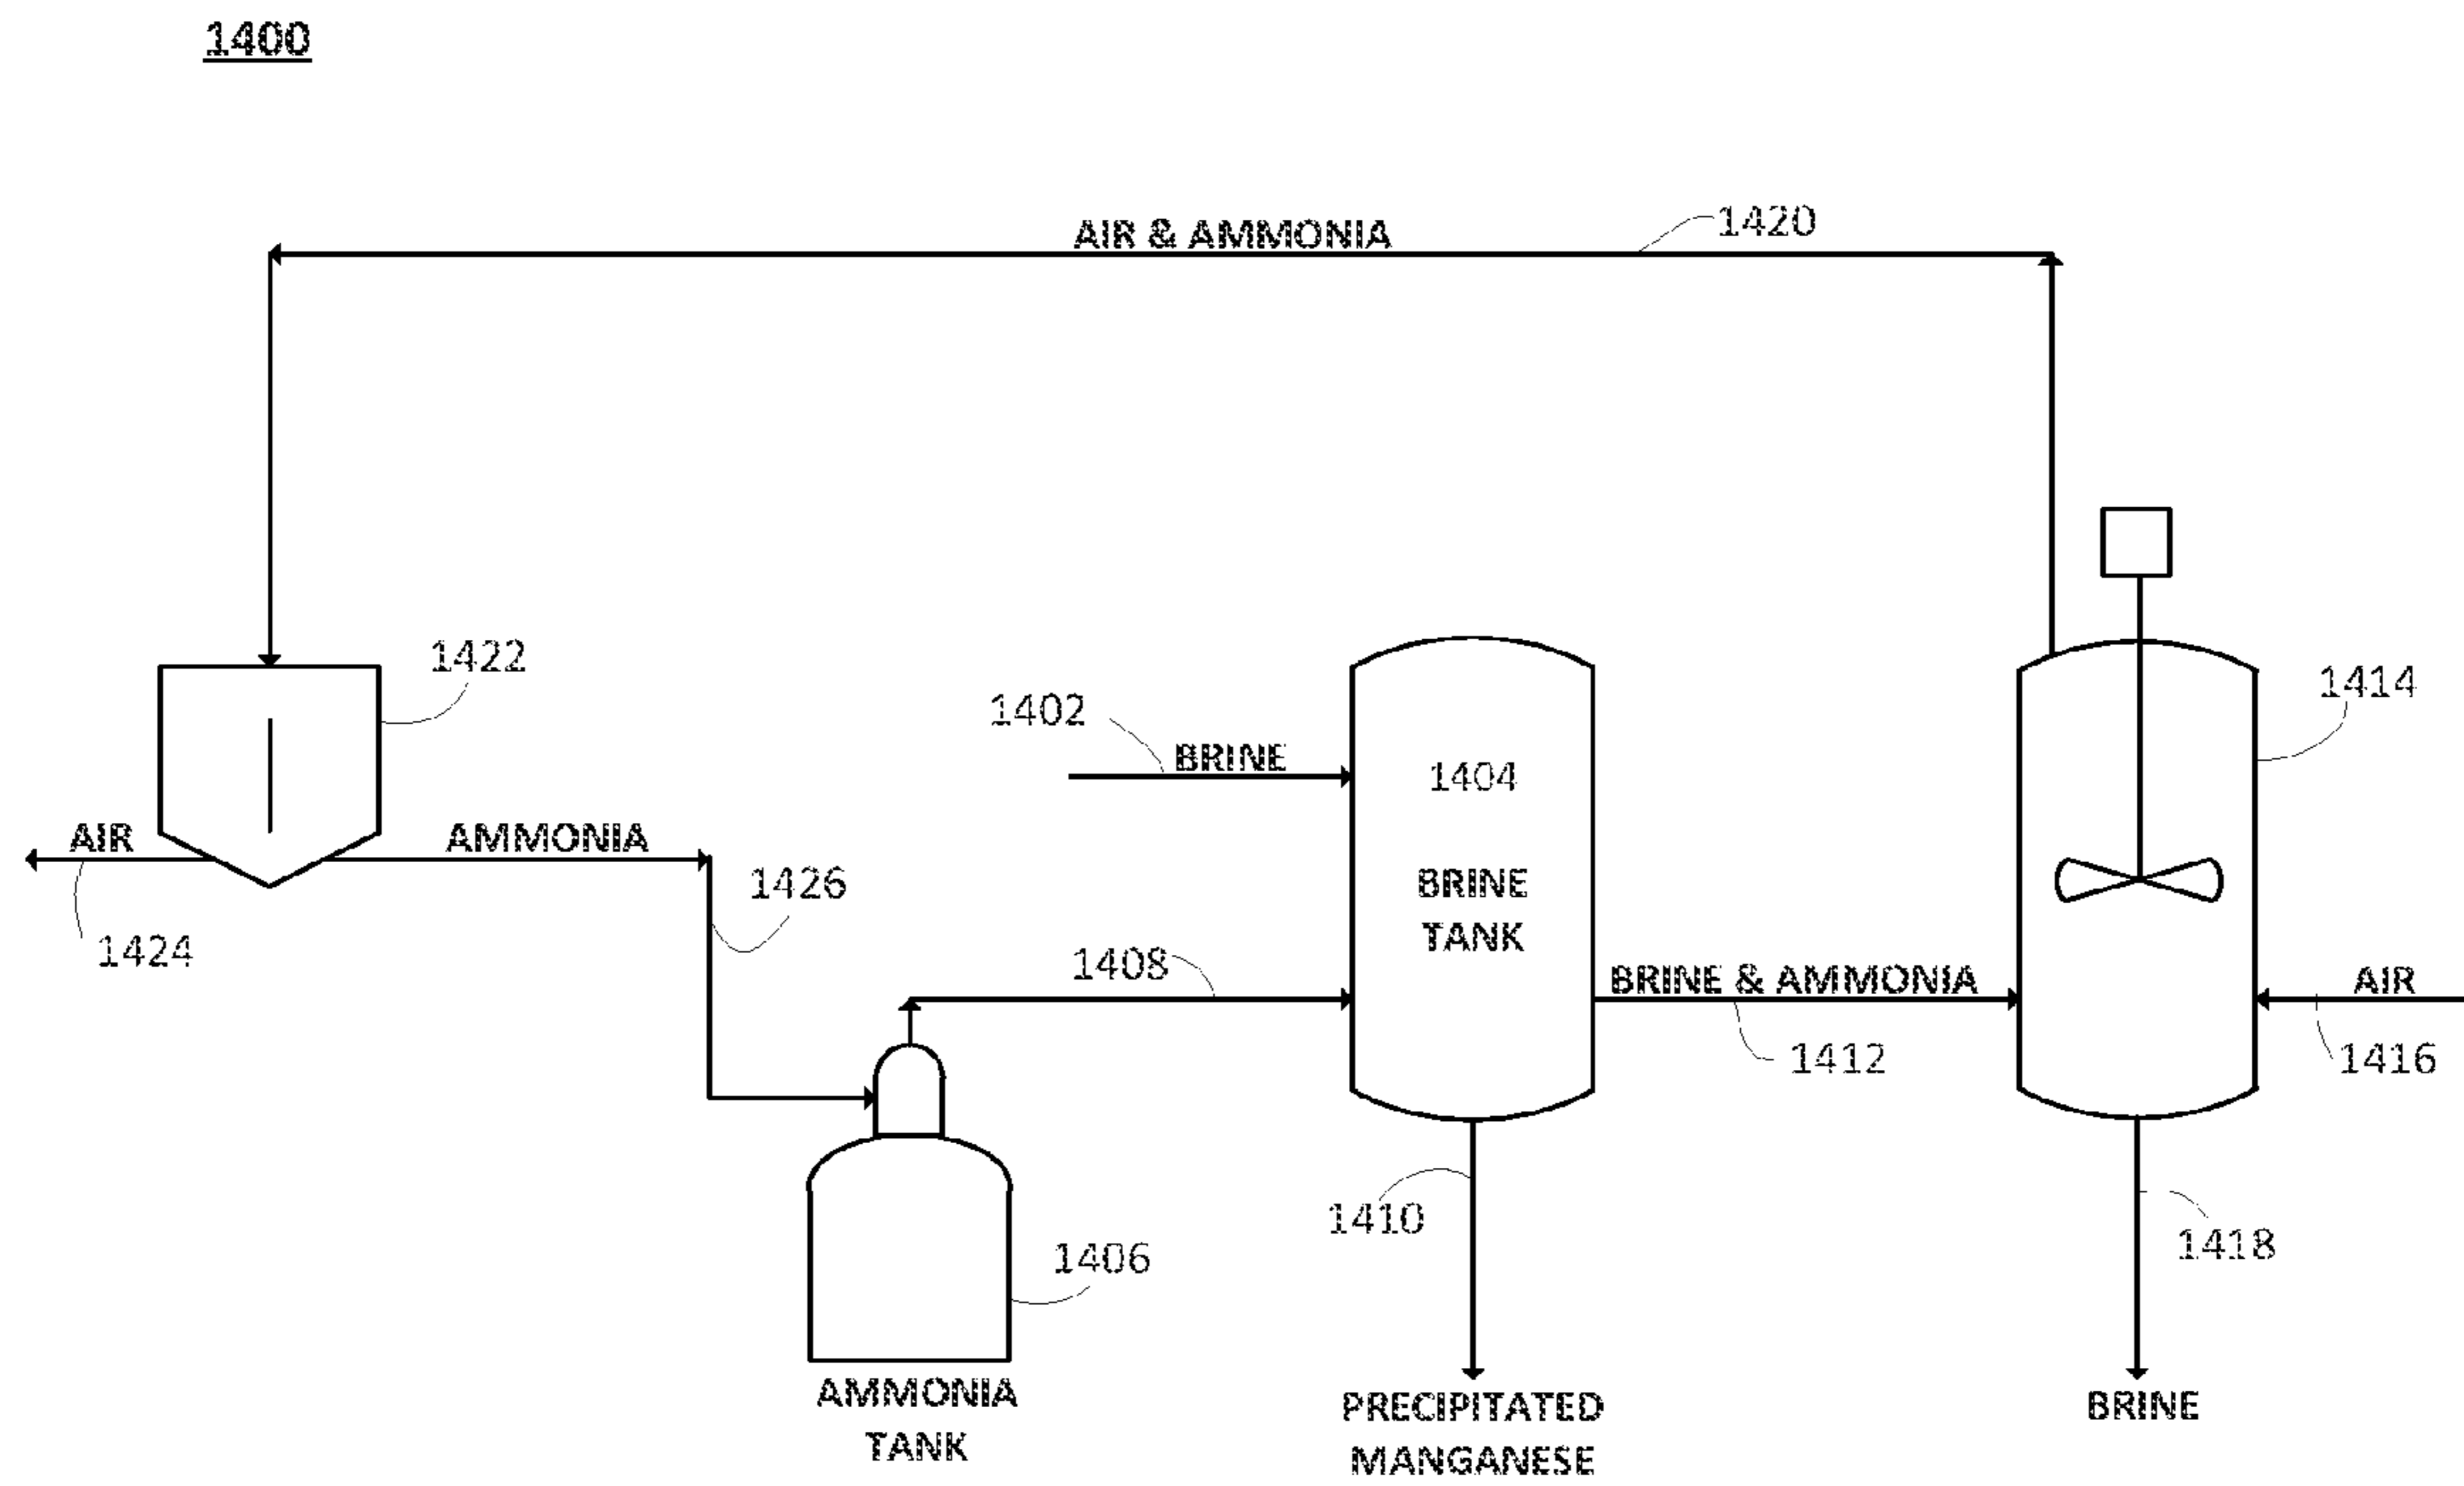 1400
AIR & AMMONIA
1420
1422
1414
1402
BRINE
1404
BRINE
TANK
AIR
AMMONIA
1426
1424
1408
BRINE & AMMONIA
AIR
1412
1416
1410
1418
1406
AMMONIA
TANK
PRECIPITATED
MANGANESE
BRINE